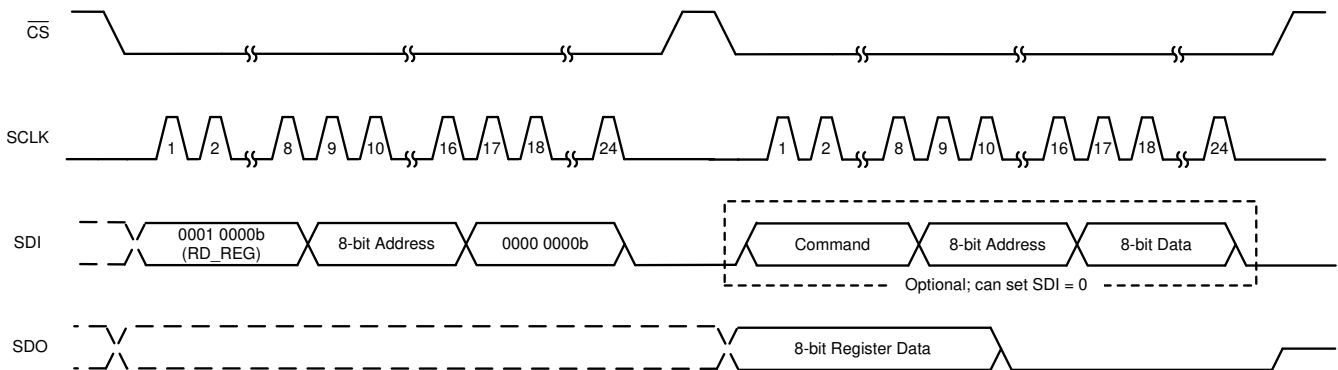 CS
SCLK
1 2 8 9 10 16 17 18 24 1 2 8 9 10 16 17 18 24
SDI
0001 0000b
(RD_REG)
8-bit Address
0000 0000b
Command
8-bit Address
8-bit Data
Optional; can set SDI = 0
SDO
8-bit Register Data